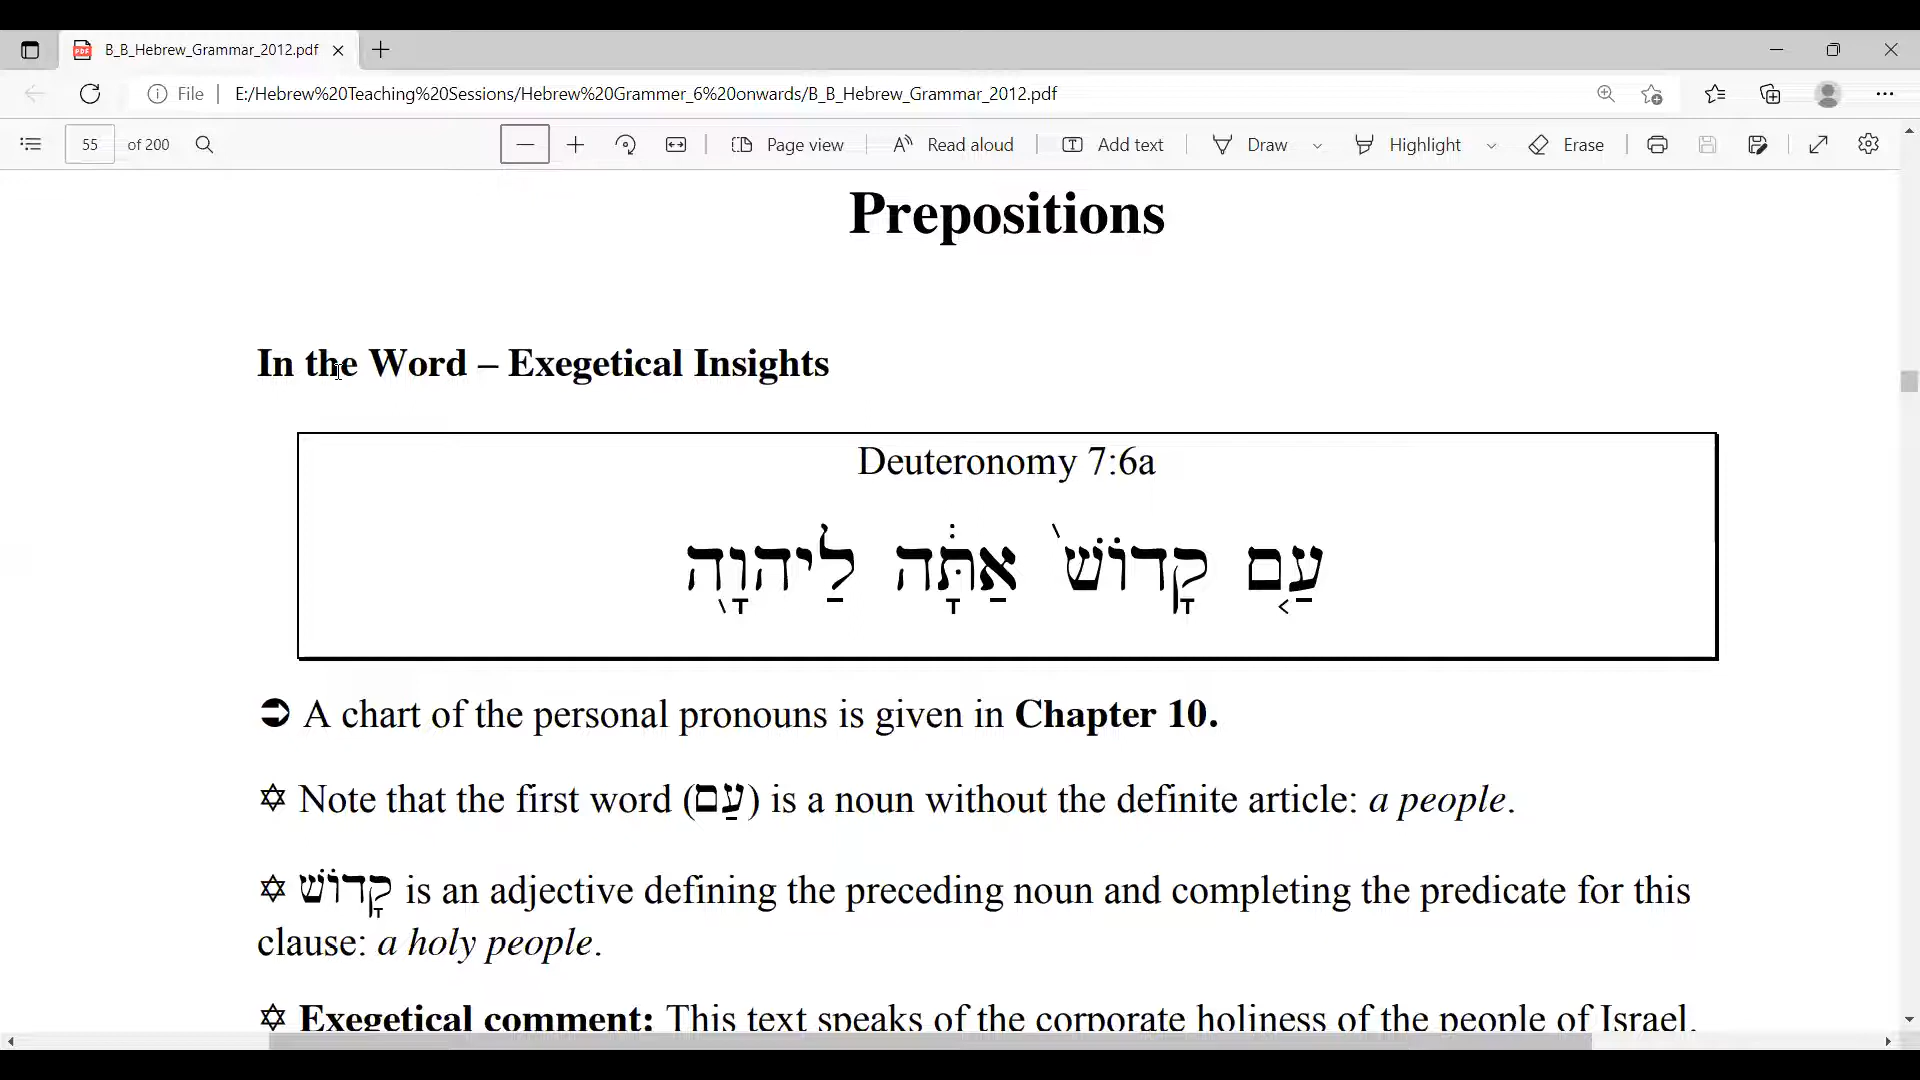 B_B_Hebrew_Grammar_2012.pdf
File E:/Hebrew%20Teaching%20Sessions/Hebrew%20Grammer_6%20onwards/B_B_Hebrew_Grammar_2012.pdf
55 of 200 Page view Read aloud Add text Draw Highlight Erase
Prepositions
In the Word – Exegetical Insights
Deuteronomy 7:6a
עַ֤ם קָדוֹשׁ֙ אַתָּ֔ה לַיהוָ֖ה
➲ A chart of the personal pronouns is given in Chapter 10.
✡ Note that the first word (עַם) is a noun without the definite article: a people.
✡ קָדוֹשׁ is an adjective defining the preceding noun and completing the predicate for this
clause: a holy people.
✡ Exegetical comment: This text speaks of the corporate holiness of the people of Israel.